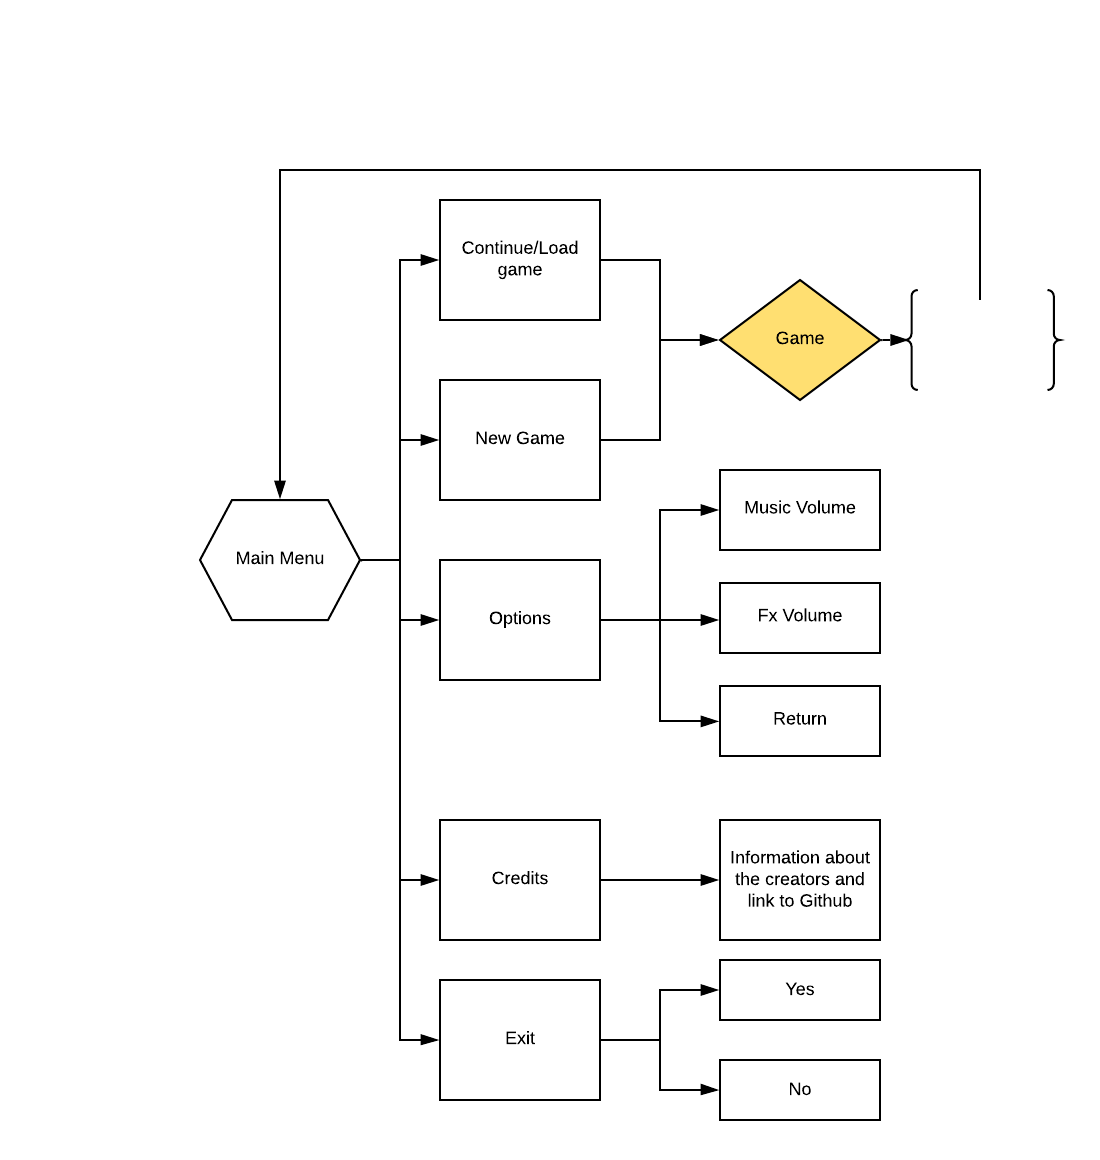 Continue/Load
game
Game
New Game
Music Volume
Main Menu
Options
Fx Volume
Return
Credits
Information about
the creators and
link to Github
Yes
Exit
No